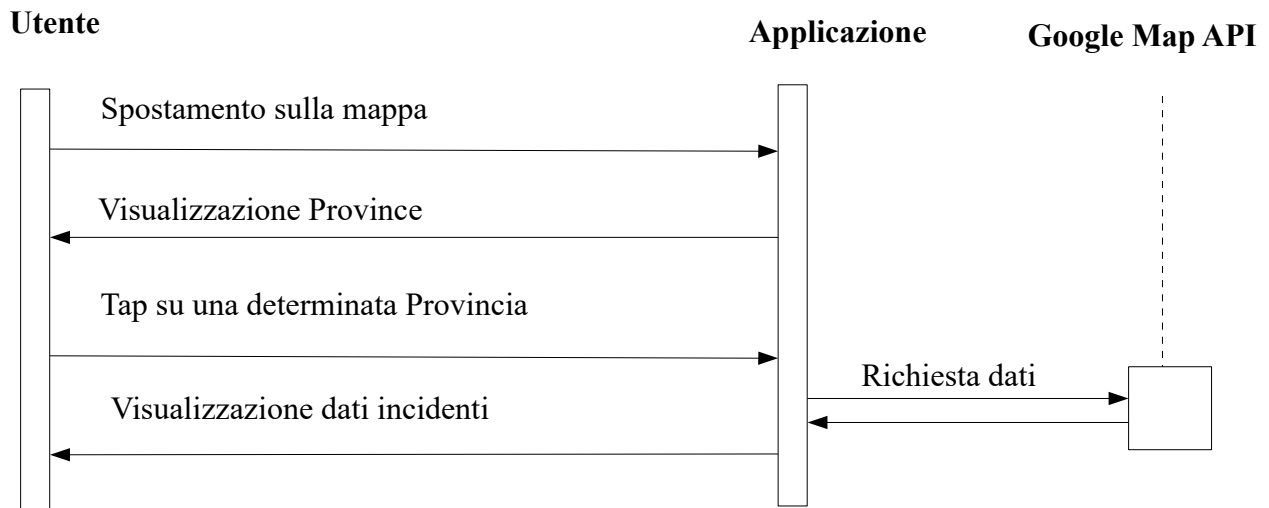 Utente
Applicazione
Google Map API
Spostamento sulla mappa
Visualizzazione Province
Tap su una determinata Provincia
Richiesta dati
Visualizzazione dati incidenti